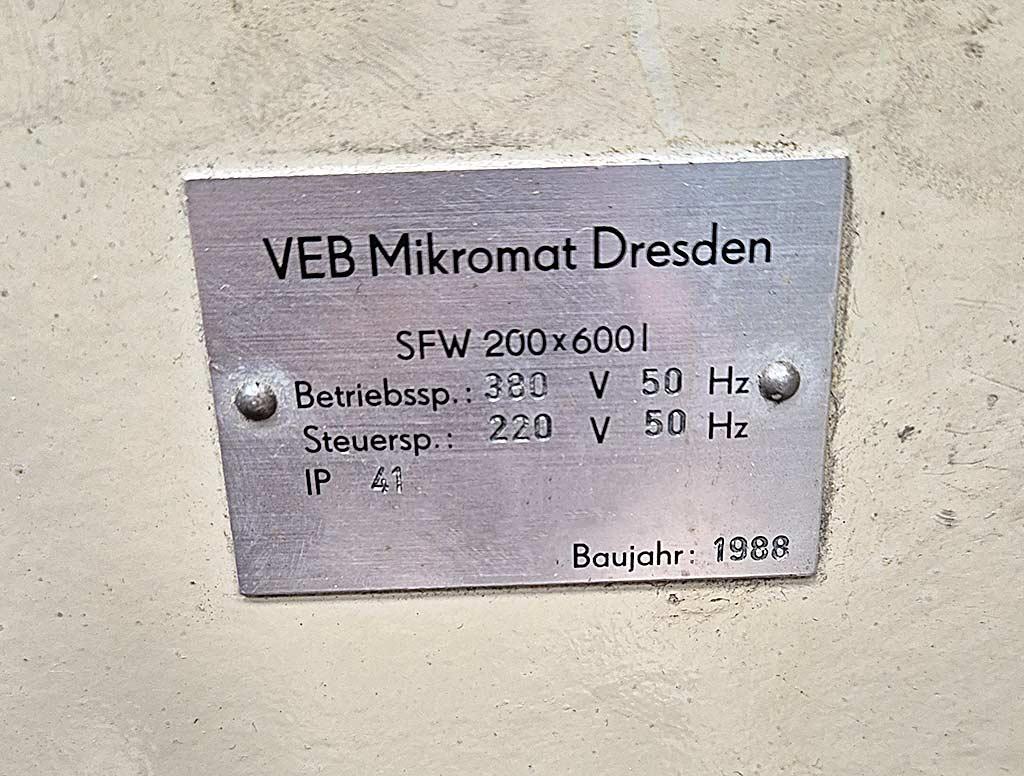 VEB Mikromat Dresden
SFW 200x600I
Betriebssp.: 380 V 50 Hz
Steuersp.: 220 V 50 Hz
IP 41
Baujahr: 1988